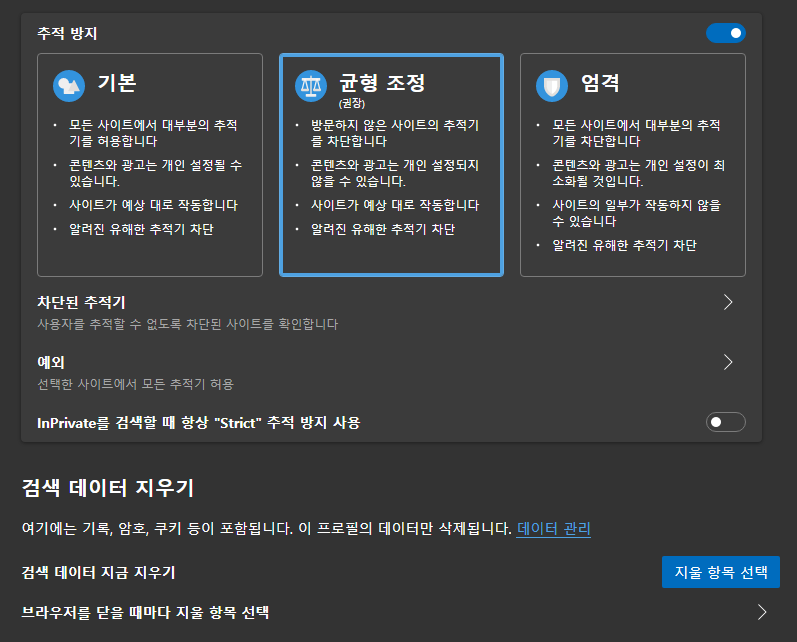 추적 방지
기본
• 모든 사이트에서 대부분의 추적
기를 허용합니다
• 콘텐츠와 광고는 개인 설정될 수
있습니다.
• 사이트가 예상 대로 작동합니다
• 알려진 유해한 추적기 차단
균형 조정
(권장)
• 방문하지 않은 사이트의 추적기
를 차단합니다
• 콘텐츠와 광고는 개인 설정되지
않을 수 있습니다.
• 사이트가 예상 대로 작동합니다
• 알려진 유해한 추적기 차단
엄격
• 모든 사이트에서 대부분의 추적
기를 차단합니다
• 콘텐츠와 광고는 개인 설정이 최
소화될 것입니다.
• 사이트의 일부가 작동하지 않을
수 있습니다
• 알려진 유해한 추적기 차단
차단된 추적기
사용자를 추적할 수 없도록 차단된 사이트를 확인합니다
예외
선택한 사이트에서 모든 추적기 허용
InPrivate를 검색할 때 항상 "Strict" 추적 방지 사용
검색 데이터 지우기
여기에는 기록, 암호, 쿠키 등이 포함됩니다. 이 프로필의 데이터만 삭제됩니다. 데이터 관리
검색 데이터 지금 지우기
지울 항목 선택
브라우저를 닫을 때마다 지울 항목 선택